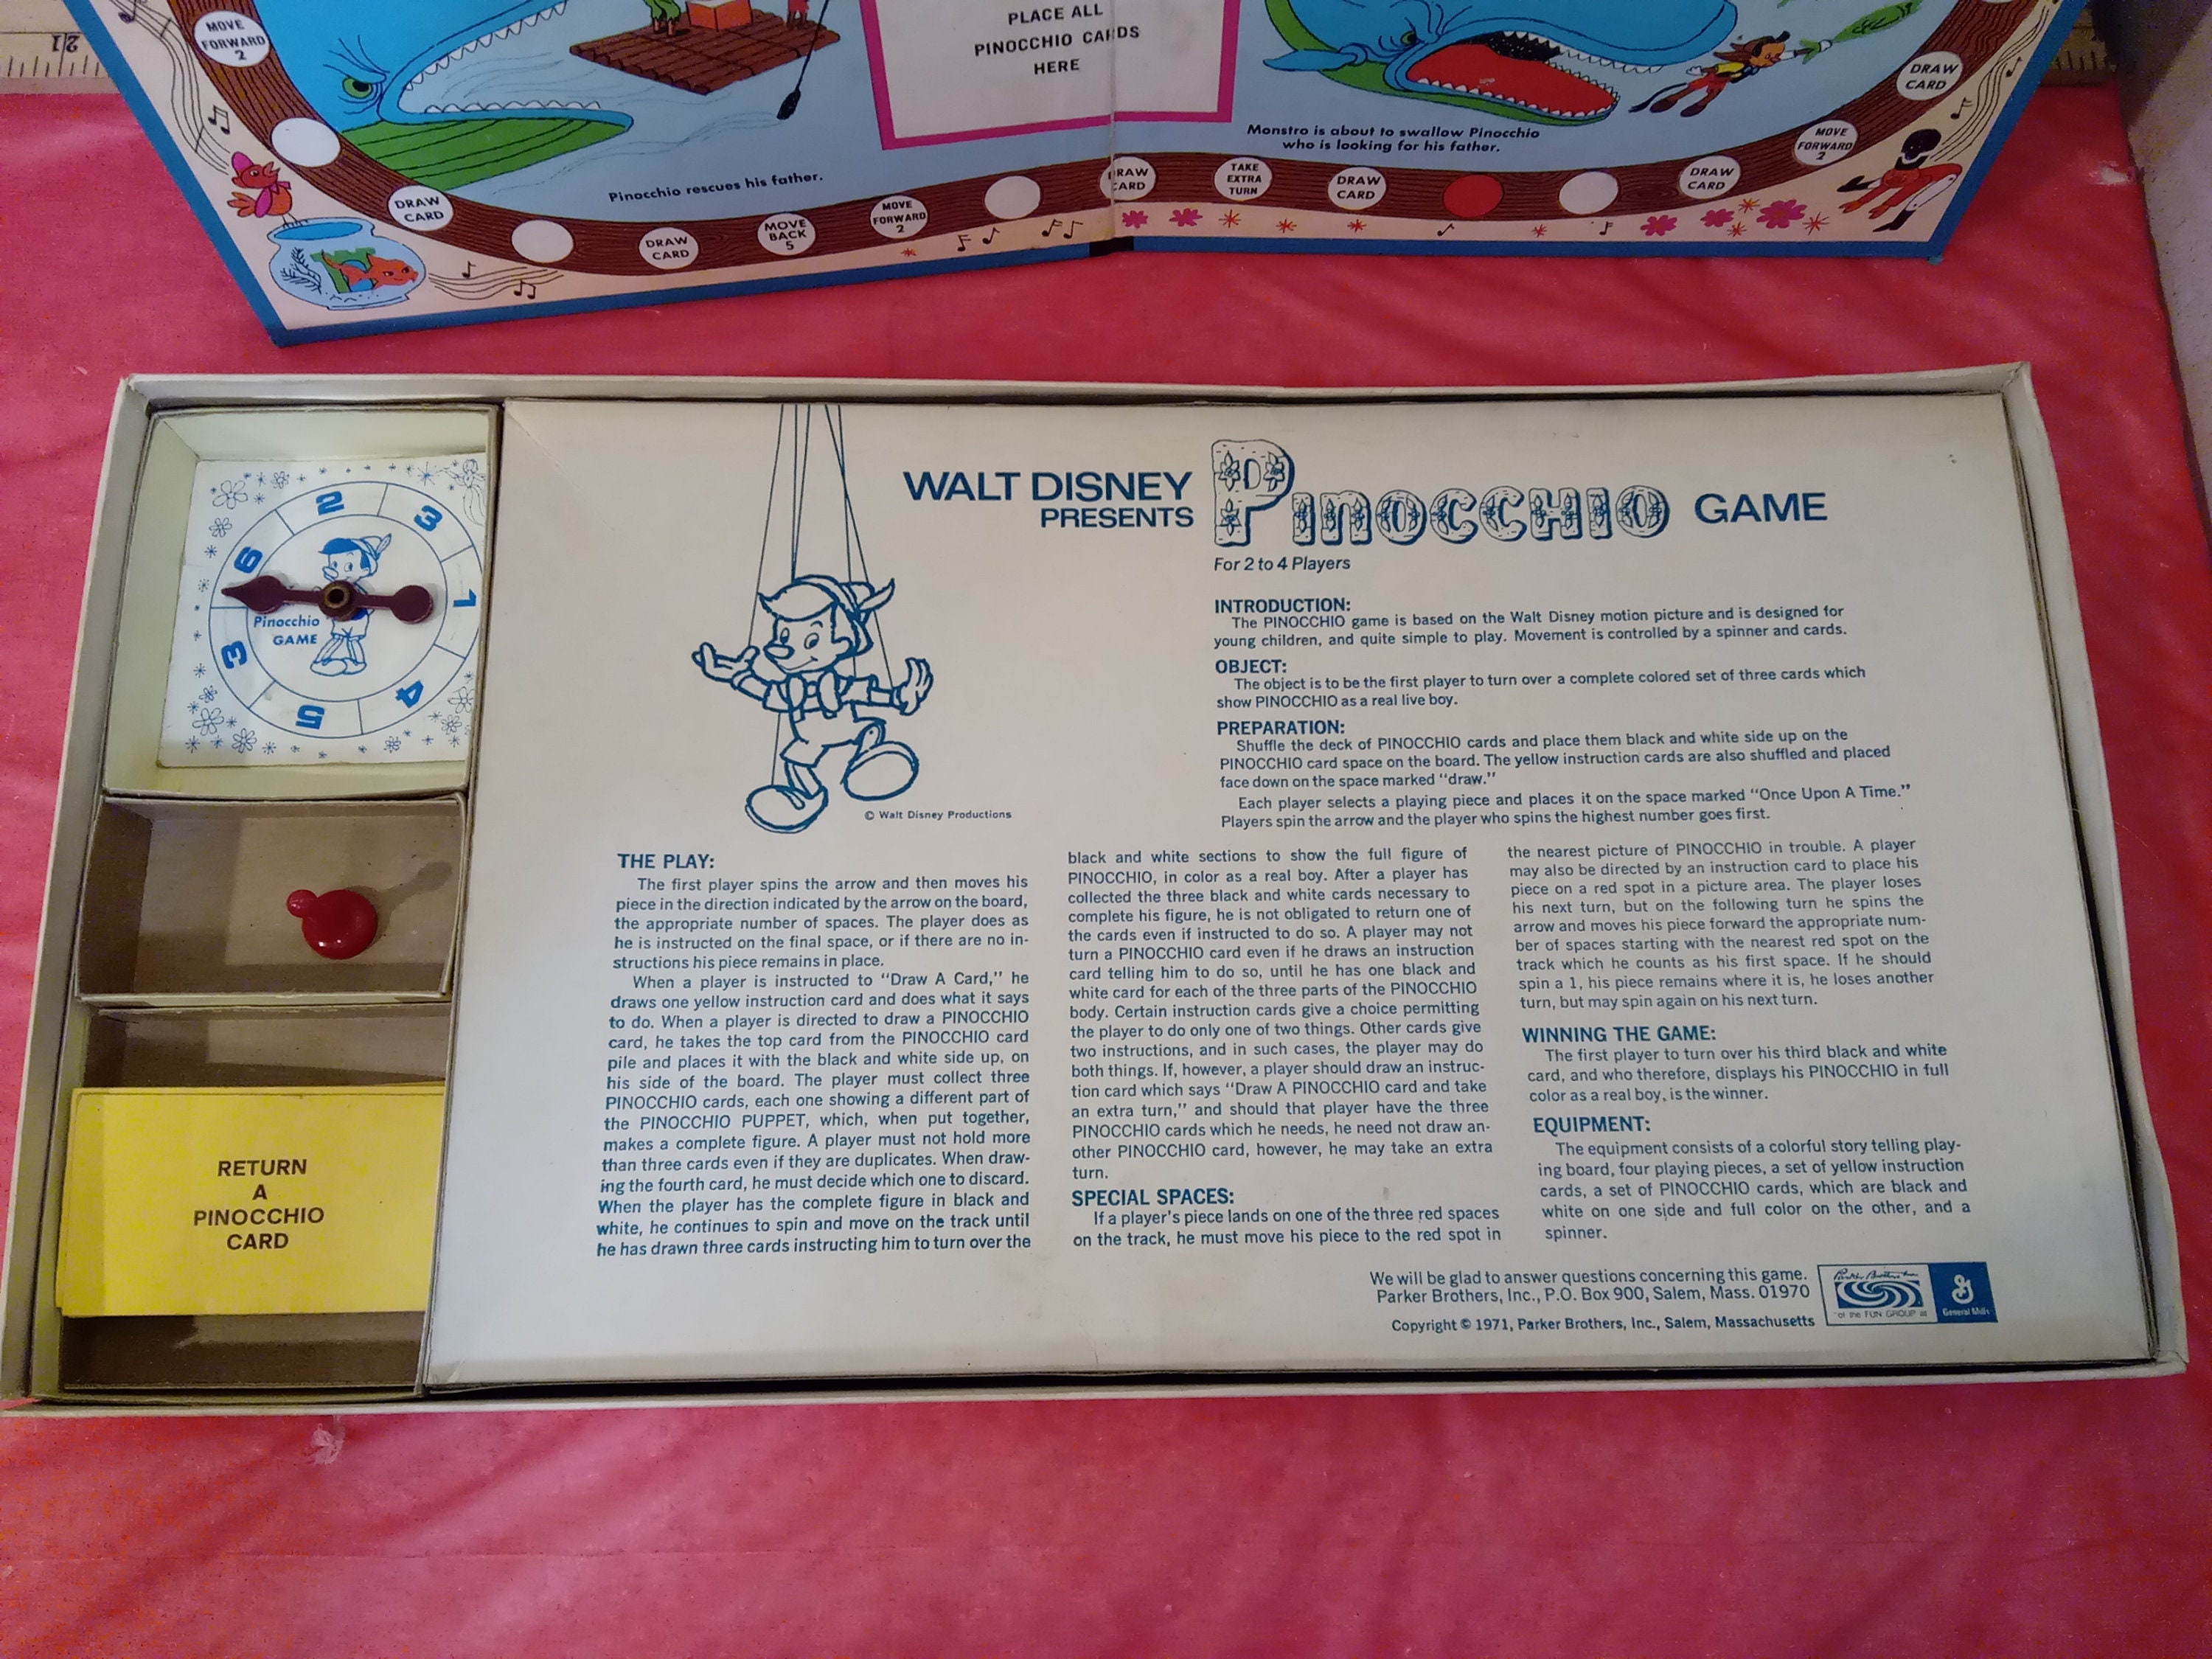 12
MOVE
FORWARD
2
PLACE ALL
PINOCCHIO CARDS
HERE
DRAW
CARD
Monstro is about to swallow Pinocchio
who is looking for his father.
MOVE
FORWARD
2
Pinocchio rescues his father.
DRAW
CARD
DRAW
CARD
MOVE
BACK
5
MOVE
FORWARD
2
DRAW
CARD
TAKE
EXTRA
TURN
DRAW
CARD
DRAW
CARD
2
3
1
4
5
3
6
Pinocchio
GAME
RETURN
A
PINOCCHIO
CARD
WALT DISNEY
PRESENTS
PINOCCHIO GAME
For 2 to 4 Players
INTRODUCTION:
The PINOCCHIO game is based on the Walt Disney motion picture and is designed for
young children, and quite simple to play. Movement is controlled by a spinner and cards.
OBJECT:
The object is to be the first player to turn over a complete colored set of three cards which
show PINOCCHIO as a real live boy.
PREPARATION:
Shuffle the deck of PINOCCHIO cards and place them black and white side up on the
PINOCCHIO card space on the board. The yellow instruction cards are also shuffled and placed
face down on the space marked "draw."
Each player selects a playing piece and places it on the space marked "Once Upon A Time."
Players spin the arrow and the player who spins the highest number goes first.
© Walt Disney Productions
THE PLAY:
The first player spins the arrow and then moves his
piece in the direction indicated by the arrow on the board,
the appropriate number of spaces. The player does as
he is instructed on the final space, or if there are no in-
structions his piece remains in place.
When a player is instructed to "Draw A Card," he
draws one yellow instruction card and does what it says
to do. When a player is directed to draw a PINOCCHIO
card, he takes the top card from the PINOCCHIO card
pile and places it with the black and white side up, on
his side of the board. The player must collect three
PINOCCHIO cards, each one showing a different part of
the PINOCCHIO PUPPET, which, when put together,
makes a complete figure. A player must not hold more
than three cards even if they are duplicates. When draw-
ing the fourth card, he must decide which one to discard.
When the player has the complete figure in black and
white, he continues to spin and move on the track until
he has drawn three cards instructing him to turn over the
black and white sections to show the full figure of
PINOCCHIO, in color as a real boy. After a player has
collected the three black and white cards necessary to
complete his figure, he is not obligated to return one of
the cards even if instructed to do so. A player may not
turn a PINOCCHIO card even if he draws an instruction
card telling him to do so, until he has one black and
white card for each of the three parts of the PINOCCHIO
body. Certain instruction cards give a choice permitting
the player to do only one of two things. Other cards give
two instructions, and in such cases, the player may do
both things. If, however, a player should draw an instruc-
tion card which says "Draw A PINOCCHIO card and take
an extra turn," and should that player have the three
PINOCCHIO cards which he needs, he need not draw an-
other PINOCCHIO card, however, he may take an extra
turn.
SPECIAL SPACES:
If a player's piece lands on one of the three red spaces
on the track, he must move his piece to the red spot in
the nearest picture of PINOCCHIO in trouble. A player
may also be directed by an instruction card to place his
piece on a red spot in a picture area. The player loses
his next turn, but on the following turn he spins the
arrow and moves his piece forward the appropriate num-
ber of spaces starting with the nearest red spot on the
track which he counts as his first space. If he should
spin a 1, his piece remains where it is, he loses another
turn, but may spin again on his next turn.
WINNING THE GAME:
The first player to turn over his third black and white
card, and who therefore, displays his PINOCCHIO in full
color as a real boy, is the winner.
EQUIPMENT:
The equipment consists of a colorful story telling play-
ing board, four playing pieces, a set of yellow instruction
cards, a set of PINOCCHIO cards, which are black and
white on one side and full color on the other, and a
spinner.
We will be glad to answer questions concerning this game.
Parker Brothers, Inc., P.O. Box 900, Salem, Mass. 01970
Copyright © 1971, Parker Brothers, Inc., Salem, Massachusetts
Parker Brothers Inc
of the FUN GROUP at
General Mills